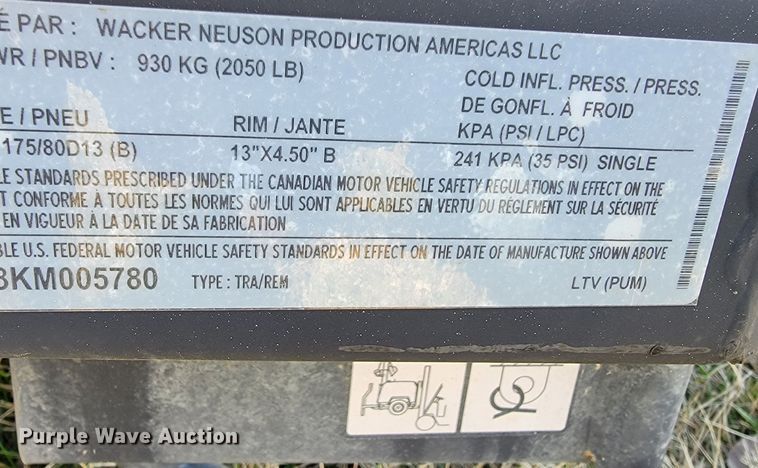 É PAR : WACKER NEUSON PRODUCTION AMERICAS LLC
WR / PNBV : 930 KG (2050 LB)
COLD INFL. PRESS. / PRESS.
DE GONFL. À FROID
E / PNEU RIM / JANTE KPA (PSI / LPC)
175/80D13 (B) 13"X4.50" B 241 KPA (35 PSI) SINGLE
LE STANDARDS PRESCRIBED UNDER THE CANADIAN MOTOR VEHICLE SAFETY REGULATIONS IN EFFECT ON THE
T CONFORME À TOUTES LES NORMES QUI LUI SONT APPLICABLES EN VERTU DU RÈGLEMENT SUR LA SÉCURITÉ
EN VIGUEUR À LA DATE DE SA FABRICATION
BLE U.S. FEDERAL MOTOR VEHICLE SAFETY STANDARDS IN EFFECT ON THE DATE OF MANUFACTURE SHOWN ABOVE
8KM005780 TYPE : TRA/REM LTV (PUM)
Purple Wave Auction